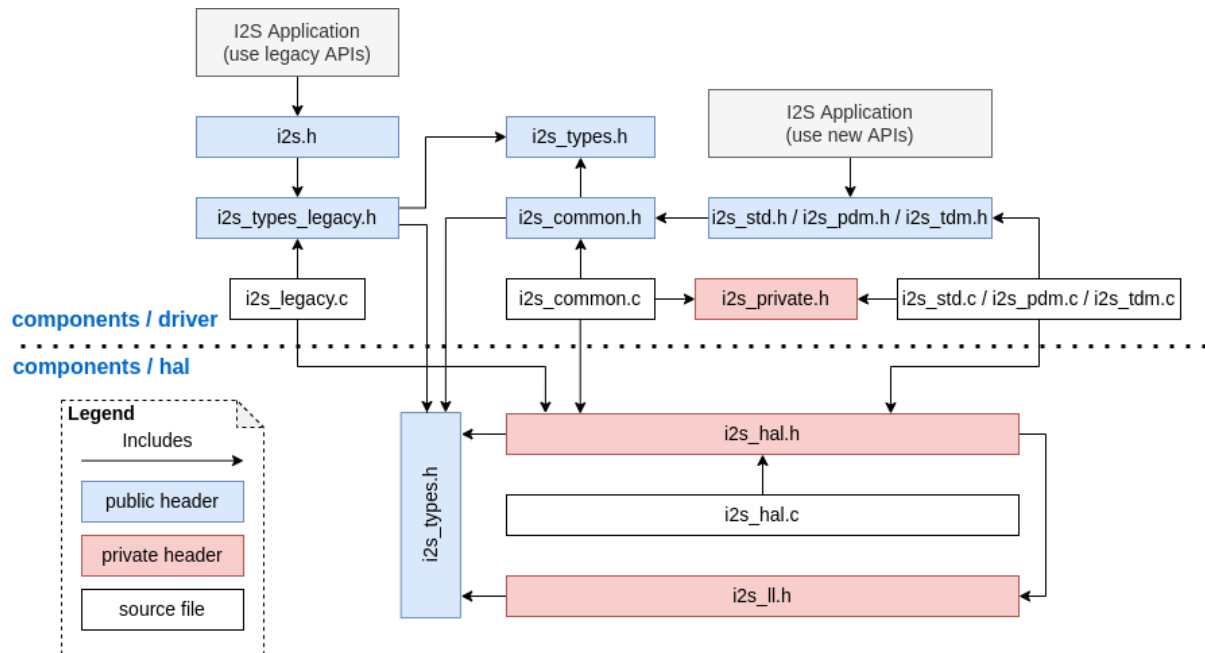 I2S Application
(use legacy APIs)
i2s.h
i2s_types.h
I2S Application
(use new APIs)
i2s_types_legacy.h
i2s_common.h
i2s_std.h / i2s_pdm.h / i2s_tdm.h
i2s_legacy.c
i2s_common.c
i2s_private.h
i2s_std.c / i2s_pdm.c / i2s_tdm.c
components / driver
components / hal
Legend
Includes
public header
private header
source file
i2s_types.h
i2s_hal.h
i2s_hal.c
i2s_ll.h